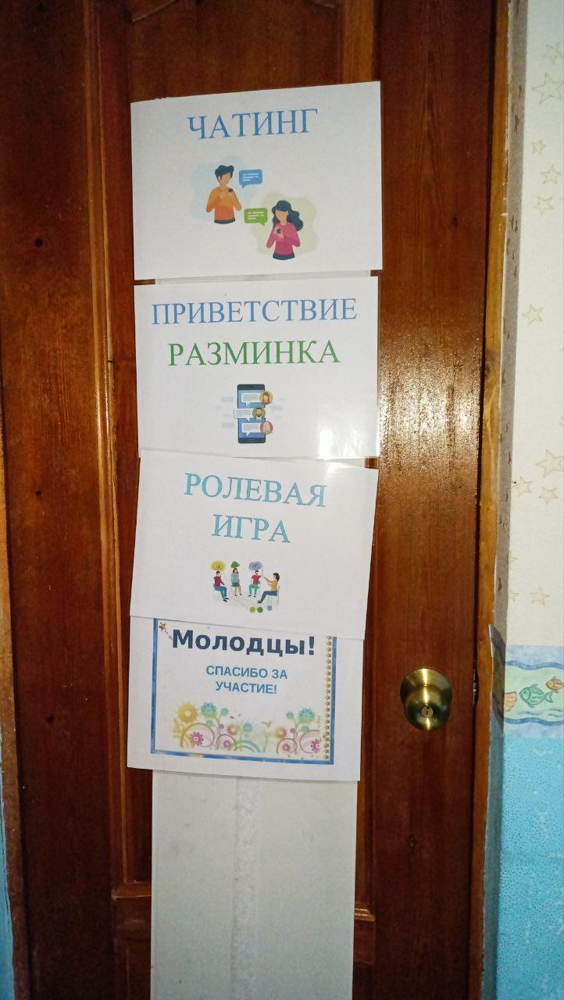 ЧАТИНГ
ПРИВЕТСТВИЕ
РАЗМИНКА
РОЛЕВАЯ
ИГРА
Молодцы!
СПАСИБО ЗА
УЧАСТИЕ!